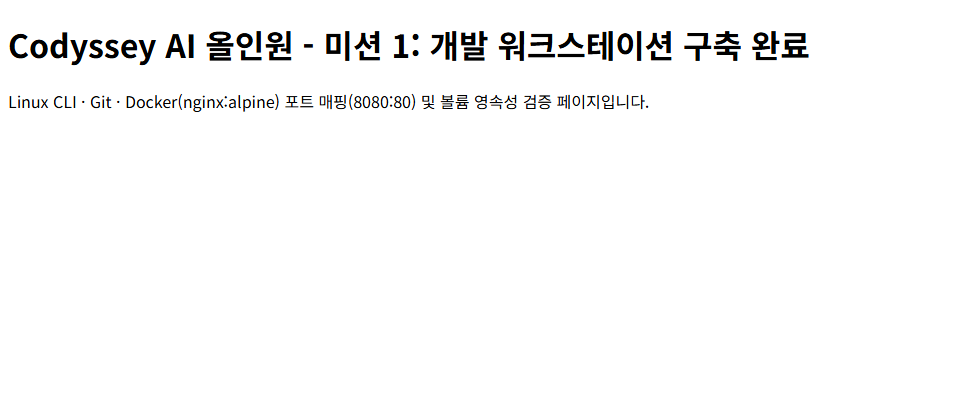 Codyssey AI 올인원 - 미션 1: 개발 워크스테이션 구축 완료
Linux CLI · Git · Docker(nginx:alpine) 포트 매핑(8080:80) 및 볼륨 영속성 검증 페이지입니다.